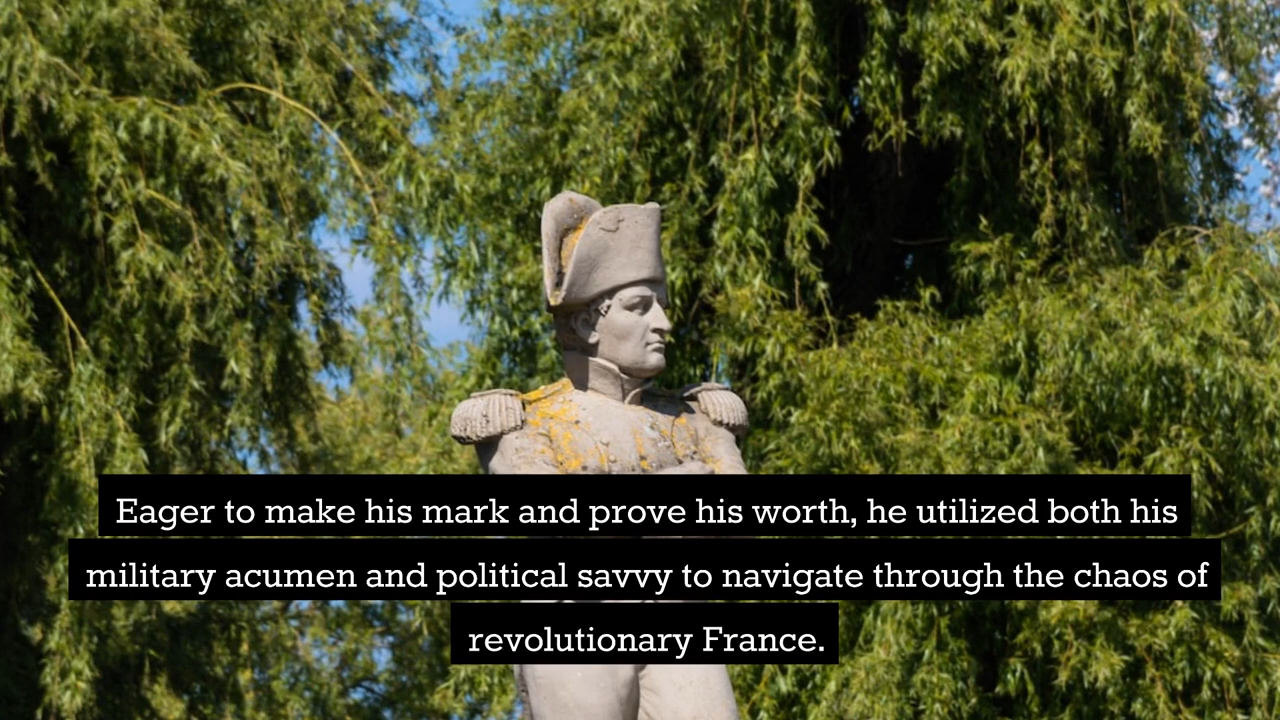 Eager to make his mark and prove his worth, he utilized both his
military acumen and political savvy to navigate through the chaos of
revolutionary France.